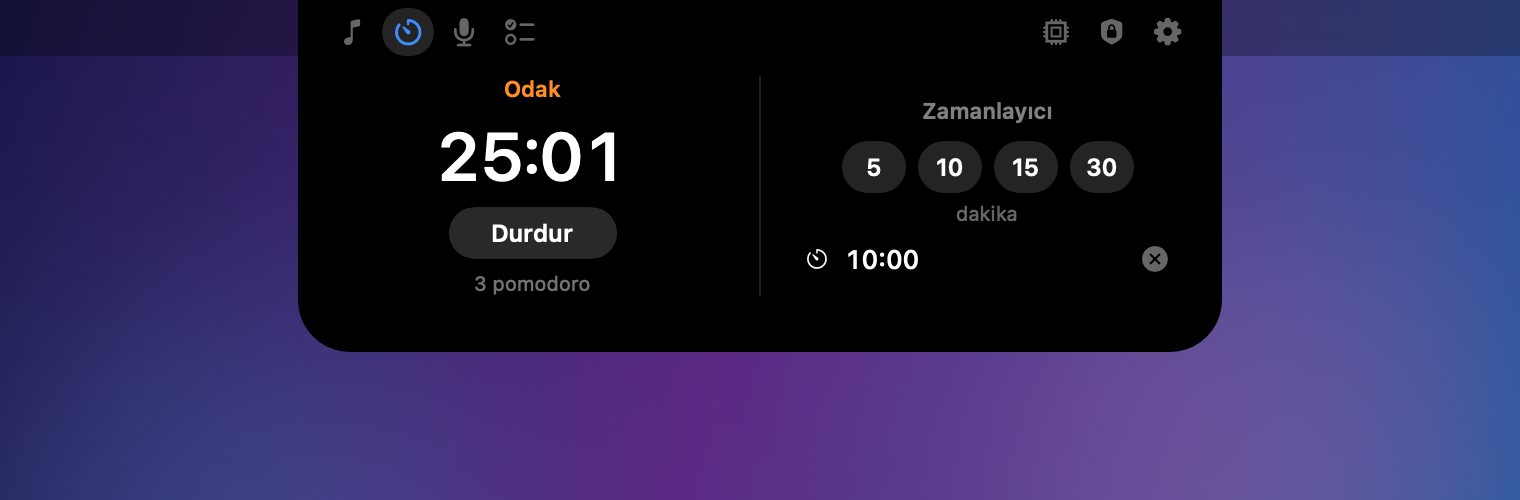 Odak
25:01
Durdur
3 pomodoro
Zamanlayıcı
5 10 15 30
dakika
10:00